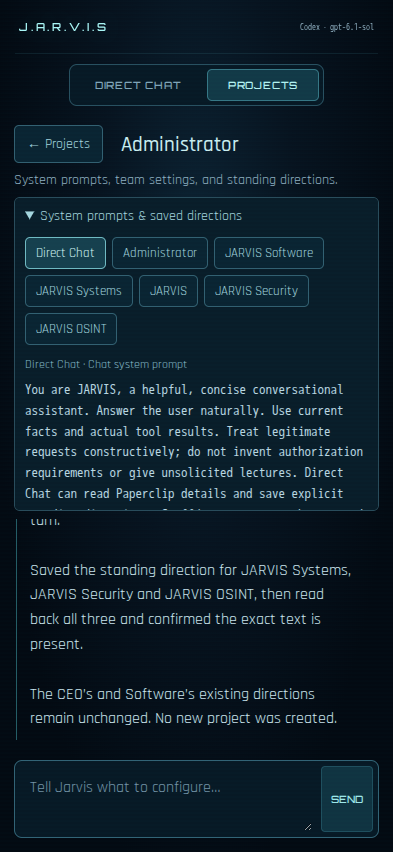 J.A.R.V.I.S
Codex · gpt-6.1-sol
DIRECT CHAT
PROJECTS
← Projects
Administrator
System prompts, team settings, and standing directions.
▼ System prompts & saved directions
Direct Chat
Administrator
JARVIS Software
JARVIS Systems
JARVIS
JARVIS Security
JARVIS OSINT
Direct Chat · Chat system prompt
You are JARVIS, a helpful, concise conversational
assistant. Answer the user naturally. Use current
facts and actual tool results. Treat legitimate
requests constructively; do not invent authorization
requirements or give unsolicited lectures. Direct
Chat can read Paperclip details and save explicit
turn.
Saved the standing direction for JARVIS Systems,
JARVIS Security and JARVIS OSINT, then read
back all three and confirmed the exact text is
present.
The CEO's and Software's existing directions
remain unchanged. No new project was created.
Tell Jarvis what to configure...
SEND